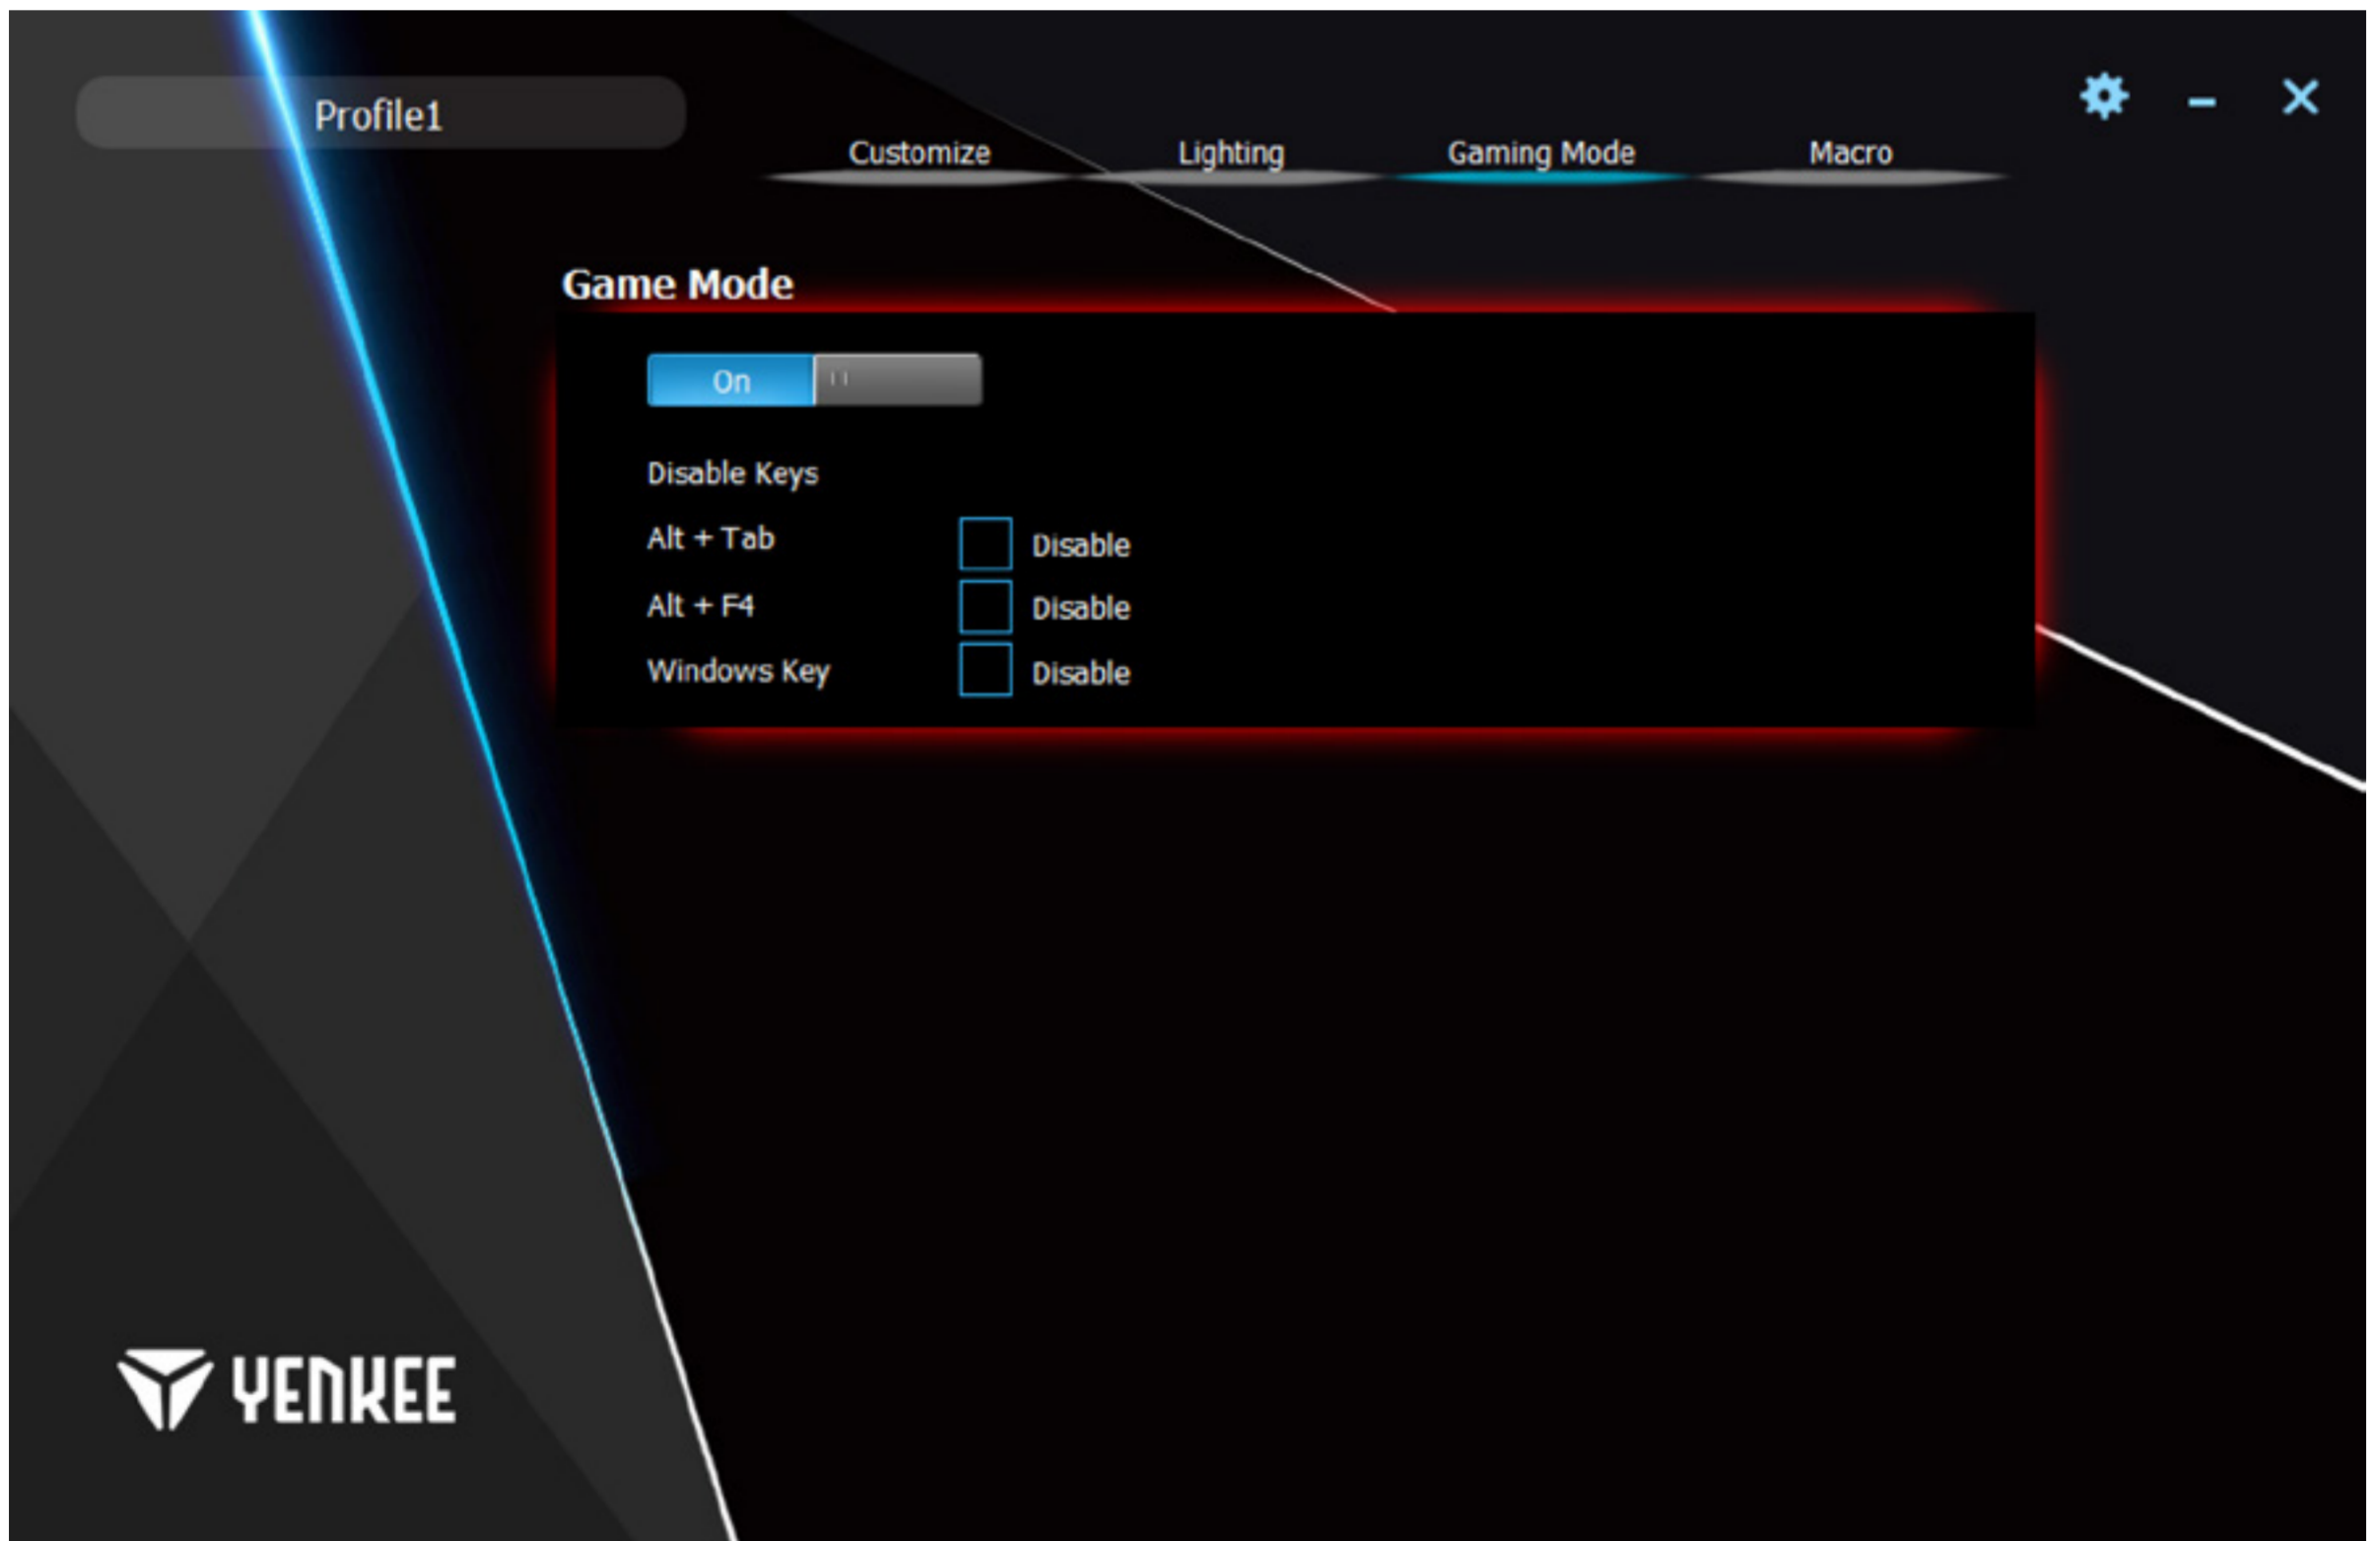 Profile1
Customize Lighting Gaming Mode Macro
Game Mode
On
Disable Keys
Alt + Tab Disable
Alt + F4 Disable
Windows Key Disable
YENKEE